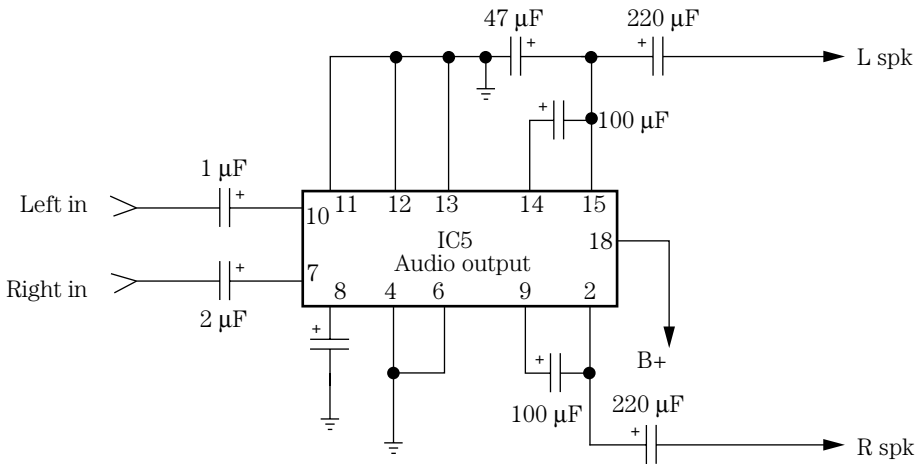 47 μF
220 μF
L spk
100 μF
1 μF
Left in
10
11
12
13
14
15
18
IC5
Audio output
Right in
7
2 μF
8
4
6
9
2
B+
100 μF
220 μF
R spk
+
+
+
+
+
+
+
+
+